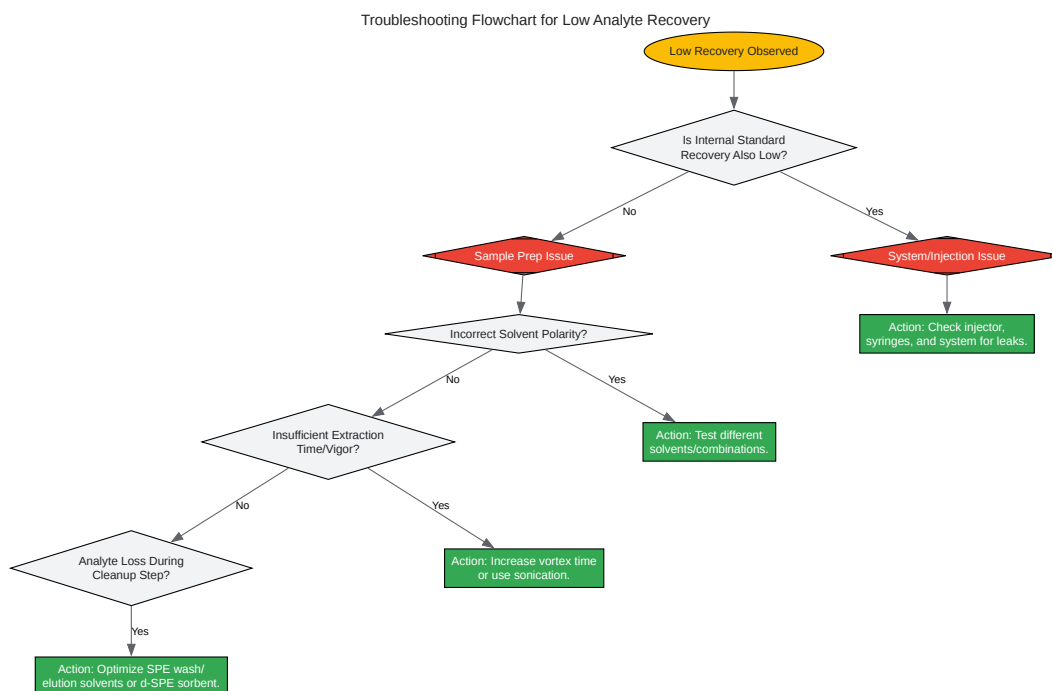 Troubleshooting Flowchart for Low Analyte Recovery
Low Recovery Observed
Is Internal Standard
Recovery Also Low?
No
Yes
Sample Prep Issue
System/Injection Issue
Incorrect Solvent Polarity?
Action: Check injector,
syringes, and system for leaks.
No
Yes
Insufficient Extraction
Time/Vigor?
Action: Test different
solvents/combinations.
No
Yes
Analyte Loss During
Cleanup Step?
Action: Increase vortex time
or use sonication.
Yes
Action: Optimize SPE wash/
elution solvents or d-SPE sorbent.